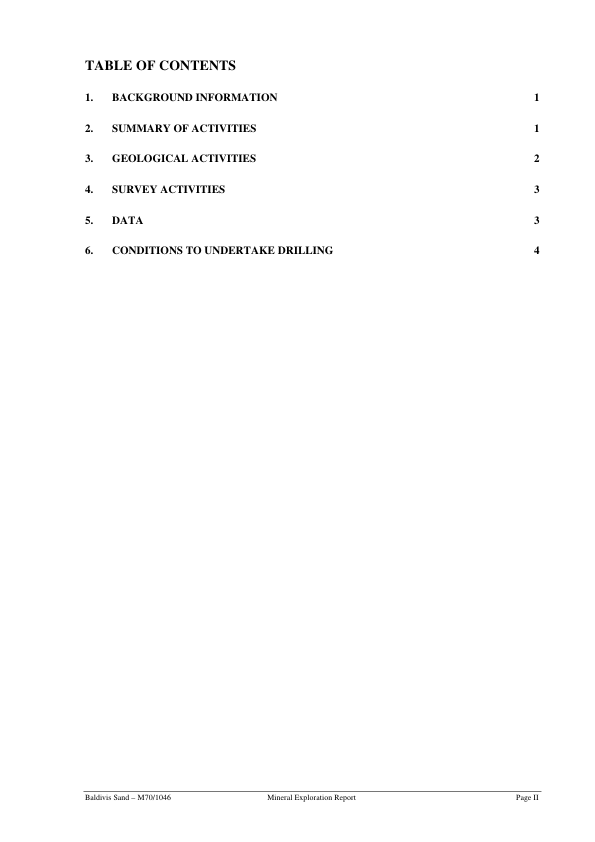 TABLE OF CONTENTS
1. BACKGROUND INFORMATION 1
2. SUMMARY OF ACTIVITIES 1
3. GEOLOGICAL ACTIVITIES 2
4. SURVEY ACTIVITIES 3
5. DATA 3
6. CONDITIONS TO UNDERTAKE DRILLING 4
Baldivis Sand – M70/1046 Mineral Exploration Report Page II